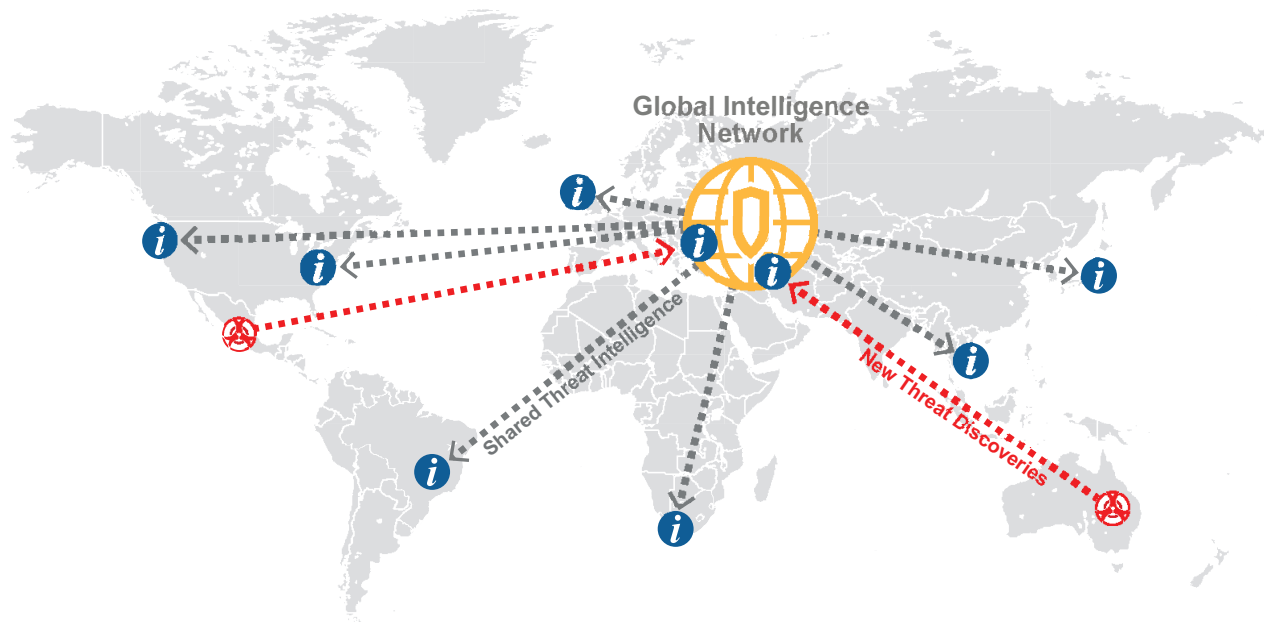 Global Intelligence
Network
i
i
i
i
i
i
i
i
i
Shared Threat Intelligence
New Threat Discoveries